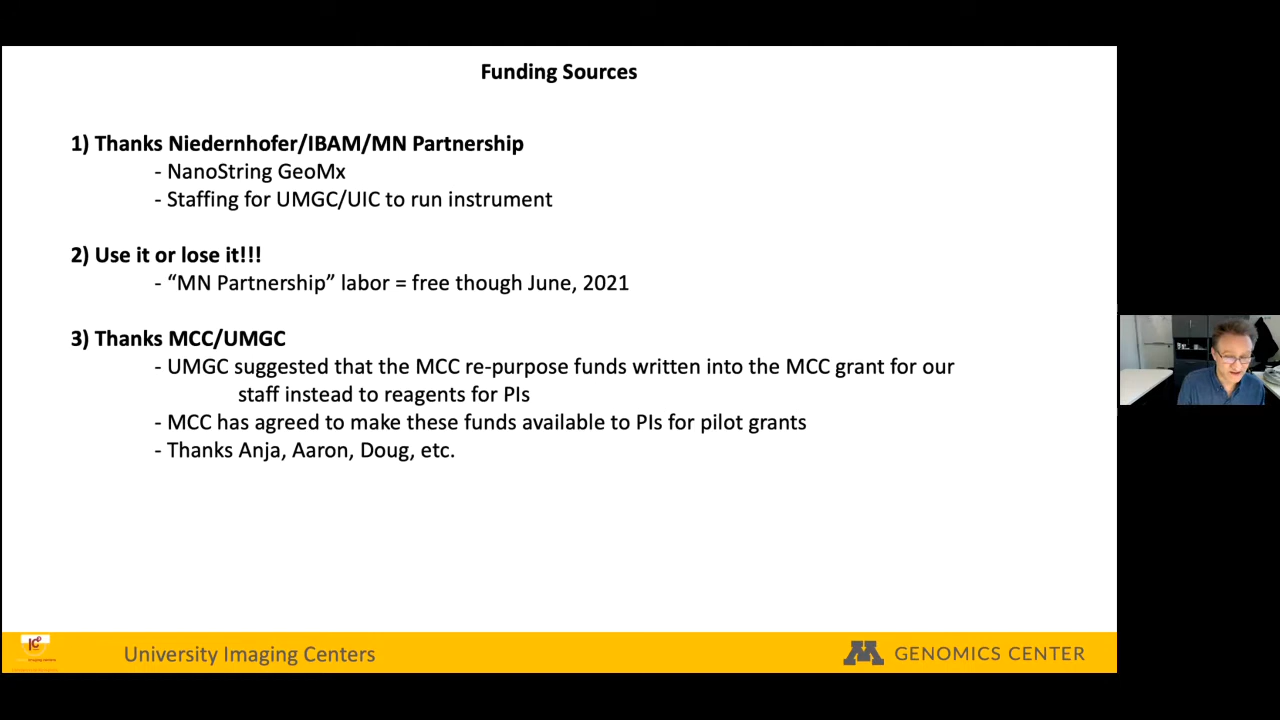 Funding Sources
1) Thanks Niedernhofer/IBAM/MN Partnership
- NanoString GeoMx
- Staffing for UMGC/UIC to run instrument
2) Use it or lose it!!!
- “MN Partnership” labor = free though June, 2021
3) Thanks MCC/UMGC
- UMGC suggested that the MCC re-purpose funds written into the MCC grant for our
staff instead to reagents for PIs
- MCC has agreed to make these funds available to PIs for pilot grants
- Thanks Anja, Aaron, Doug, etc.
University Imaging Centers
M GENOMICS CENTER